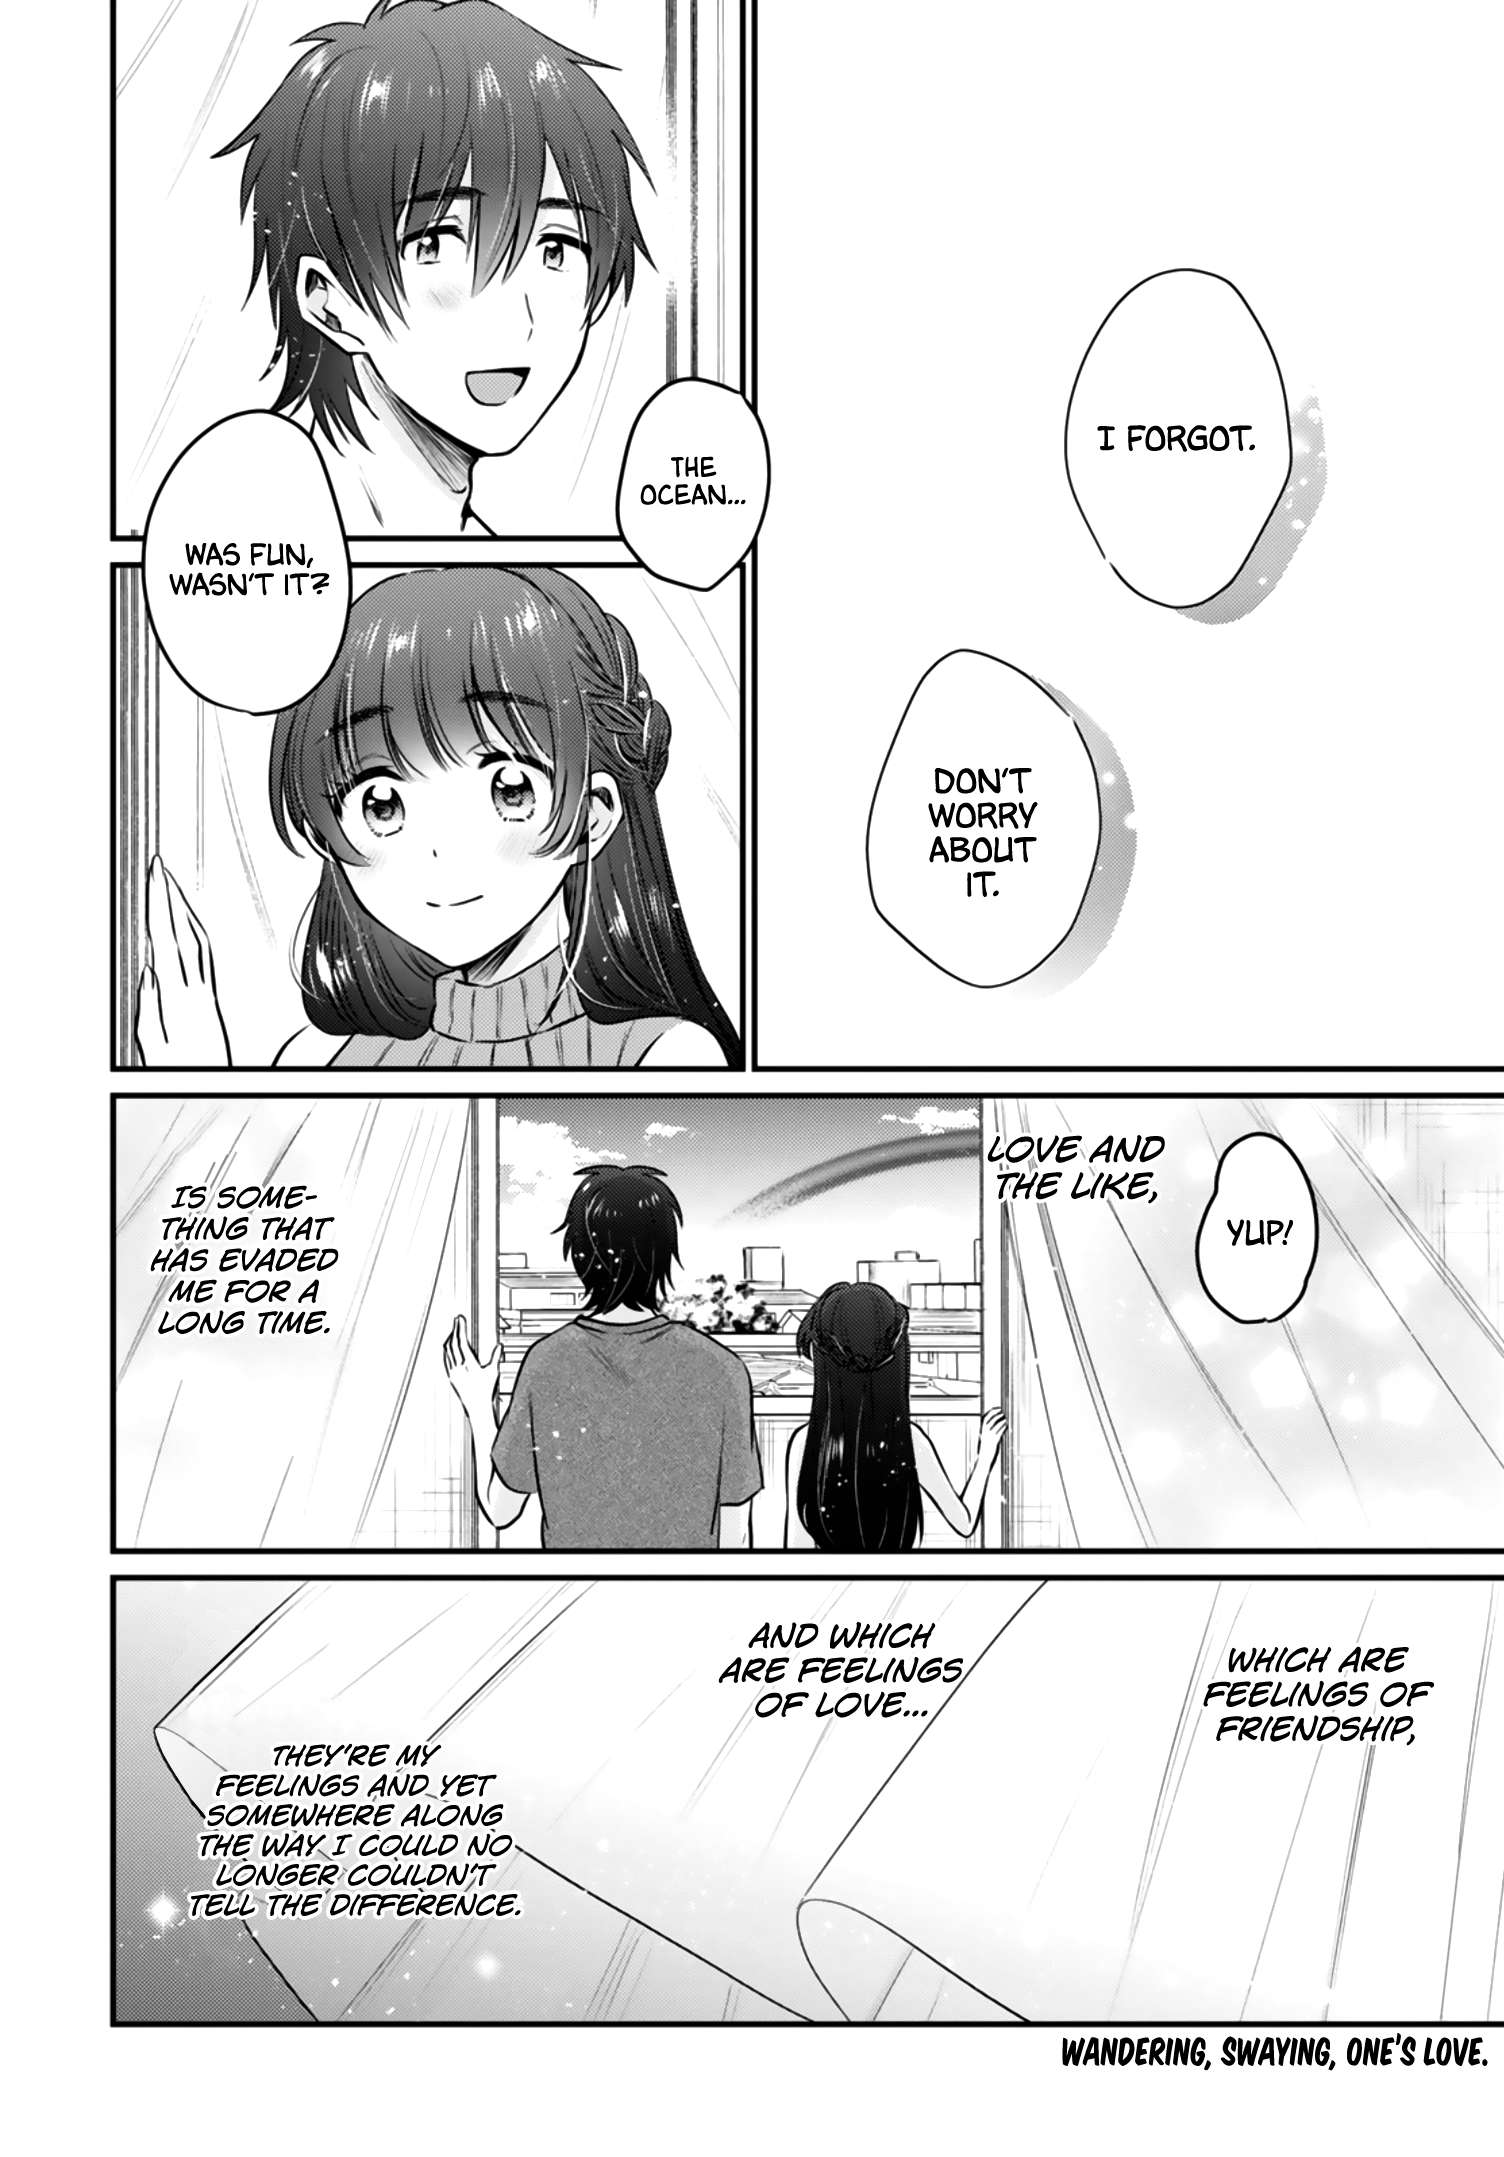 I FORGOT.
DON'T
WORRY
ABOUT
IT.
THE
OCEAN...
WAS FUN,
WASN'T IT?
YUP!
LOVE AND
THE LIKE,
IS SOME-
THING THAT
HAS EVADED
ME FOR A
LONG TIME.
WHICH ARE
FEELINGS OF
FRIENDSHIP,
AND WHICH
ARE FEELINGS
OF LOVE...
THEY'RE MY
FEELINGS AND YET
SOMEWHERE ALONG
THE WAY I COULD NO
LONGER COULDN'T
TELL THE DIFFERENCE.
WANDERING, SWAYING, ONE'S LOVE.